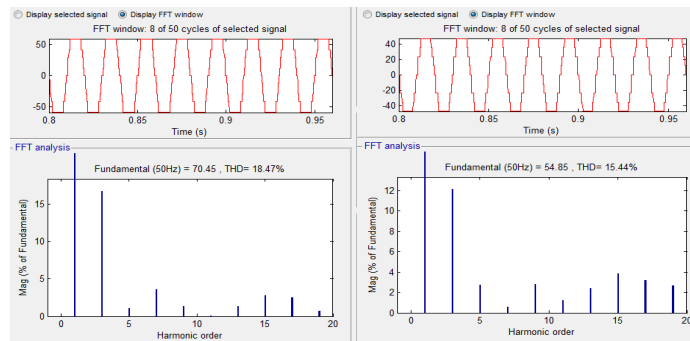 Display selected signal Display FFT window
FFT window: 8 of 50 cycles of selected signal
50
0
-50
0.8 0.85 0.9 0.95
Time (s)
FFT analysis
Fundamental (50Hz) = 70.45 , THD= 18.47%
15
10
5
0
Mag (% of Fundamental)
0 5 10 15 20
Harmonic order
Display selected signal Display FFT window
FFT window: 8 of 50 cycles of selected signal
40
20
0
-20
-40
0.8 0.85 0.9 0.95
Time (s)
FFT analysis
Fundamental (50Hz) = 54.85 , THD= 15.44%
12
10
8
6
4
2
0
Mag (% of Fundamental)
0 5 10 15 20
Harmonic order